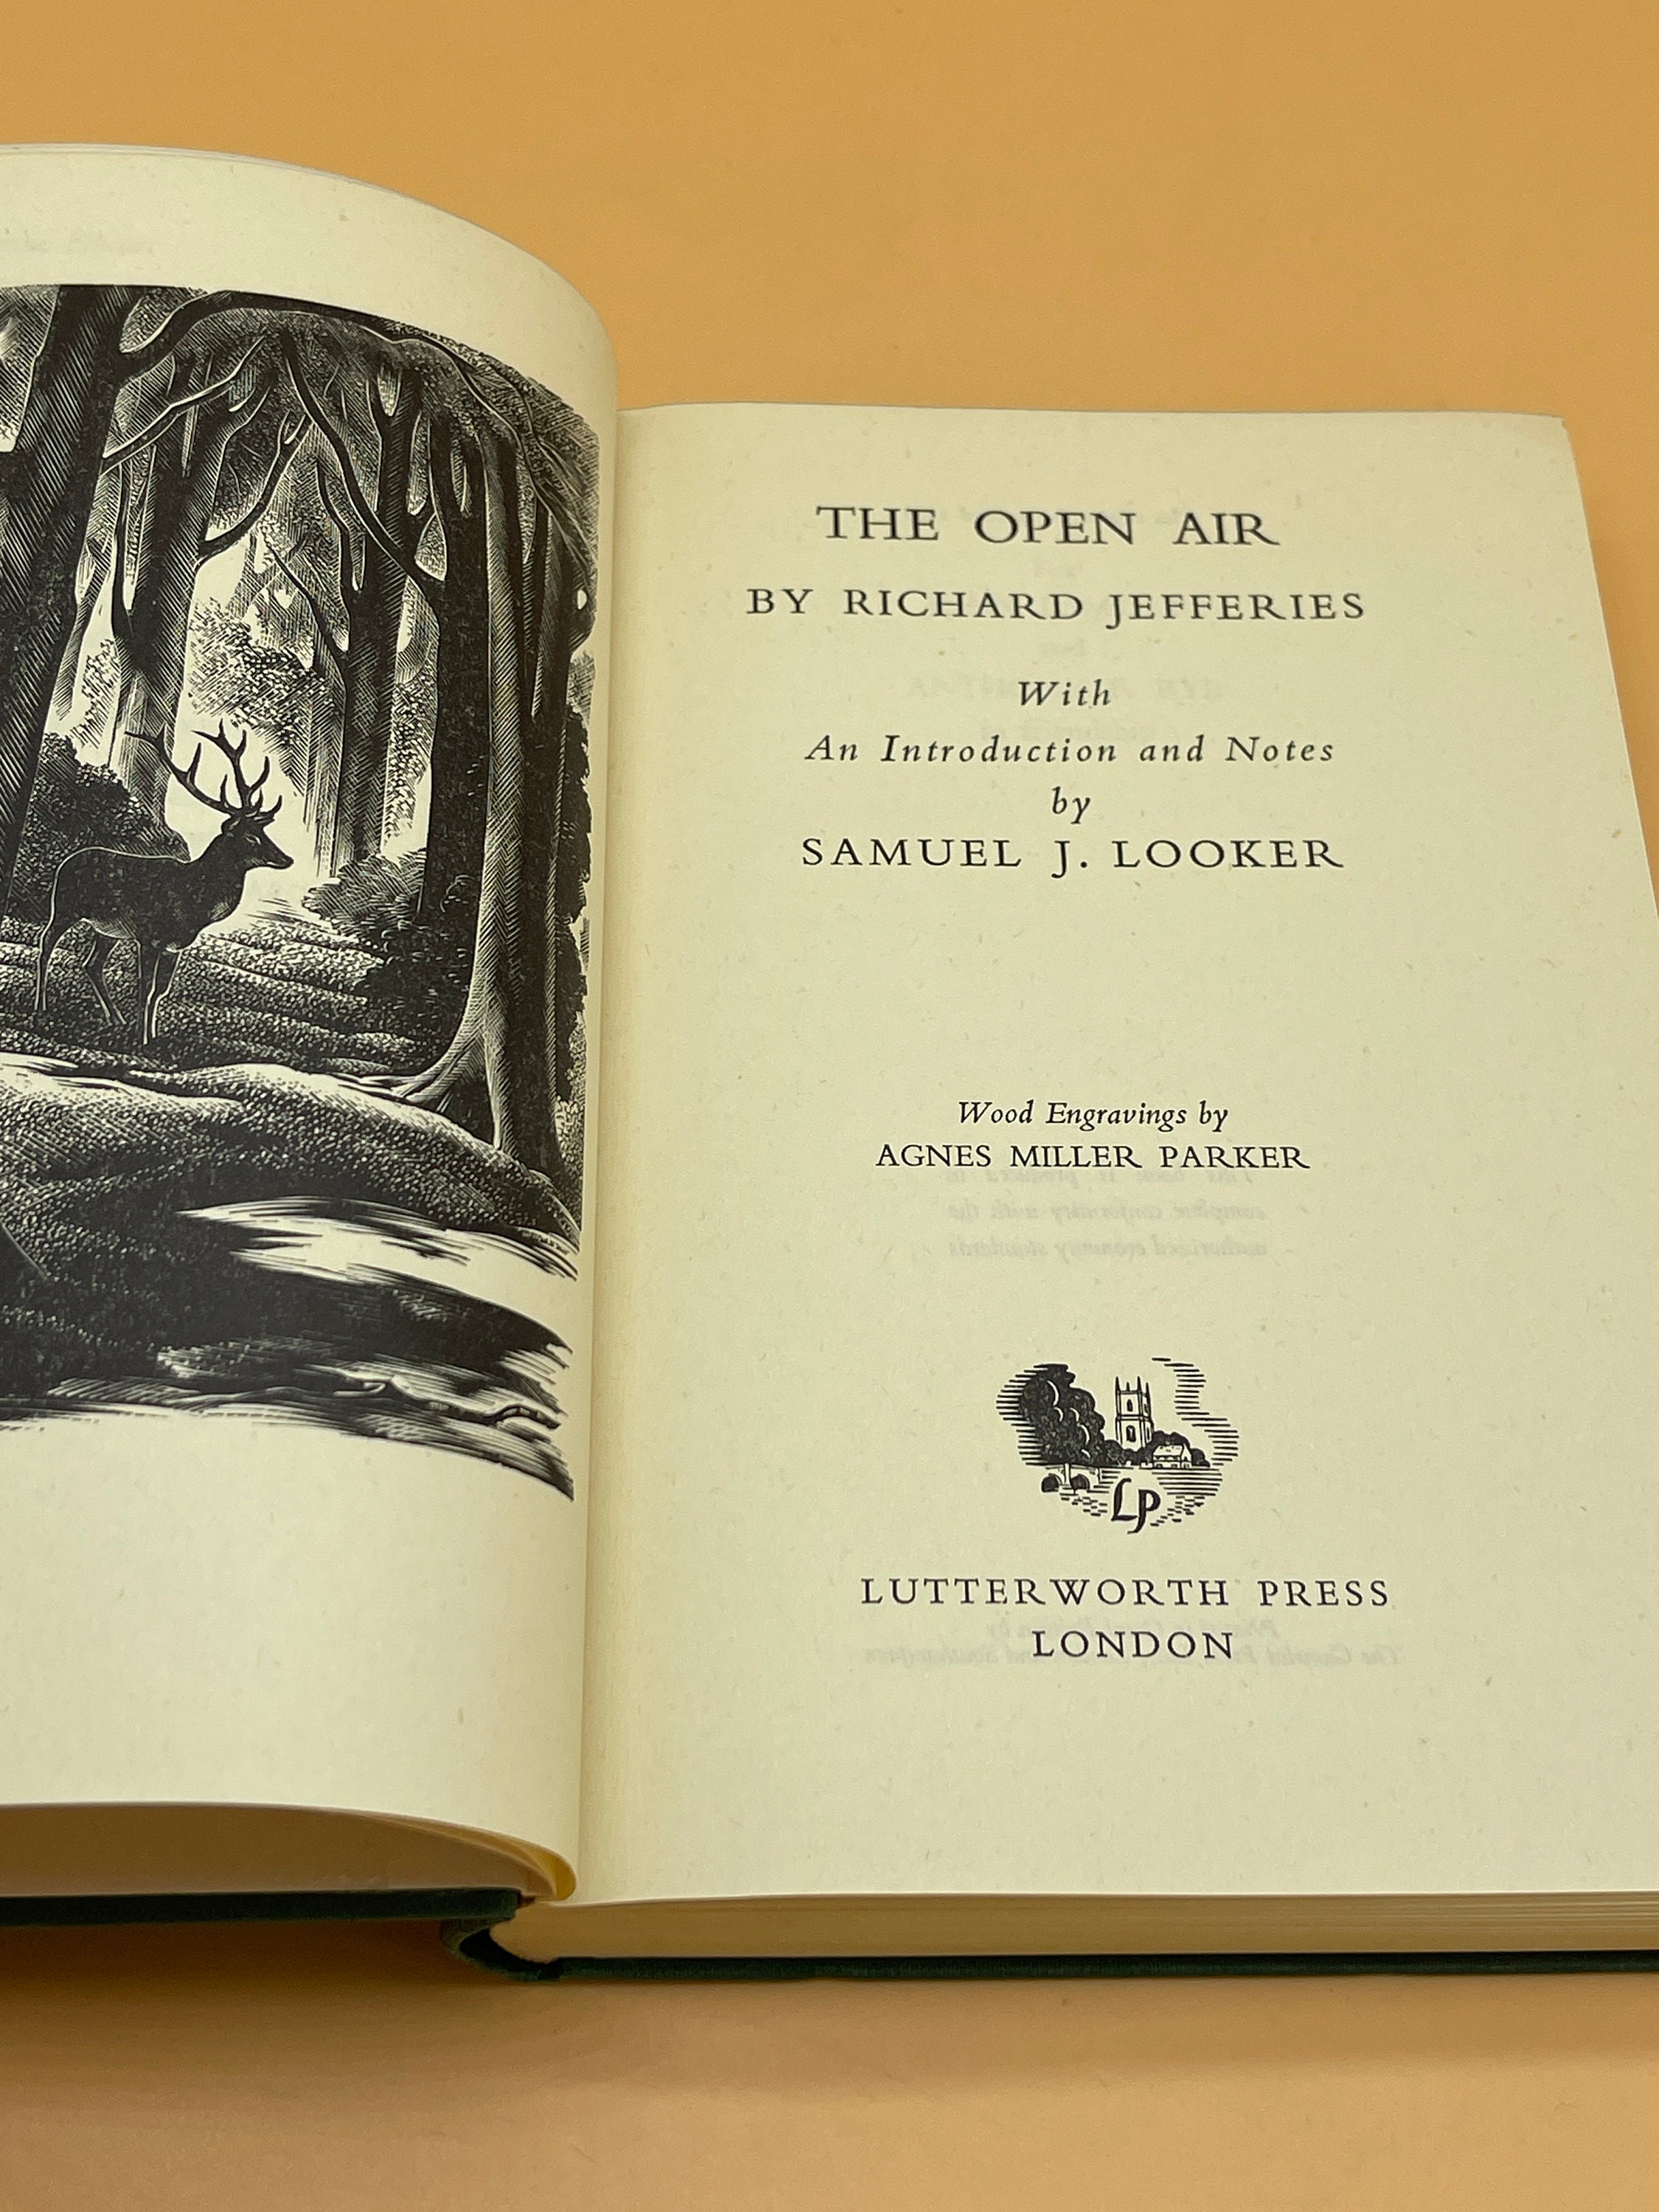 THE OPEN AIR
BY RICHARD JEFFERIES
With
An Introduction and Notes
by
SAMUEL J. LOOKER
Wood Engravings by
AGNES MILLER PARKER
LP
LUTTERWORTH PRESS
LONDON